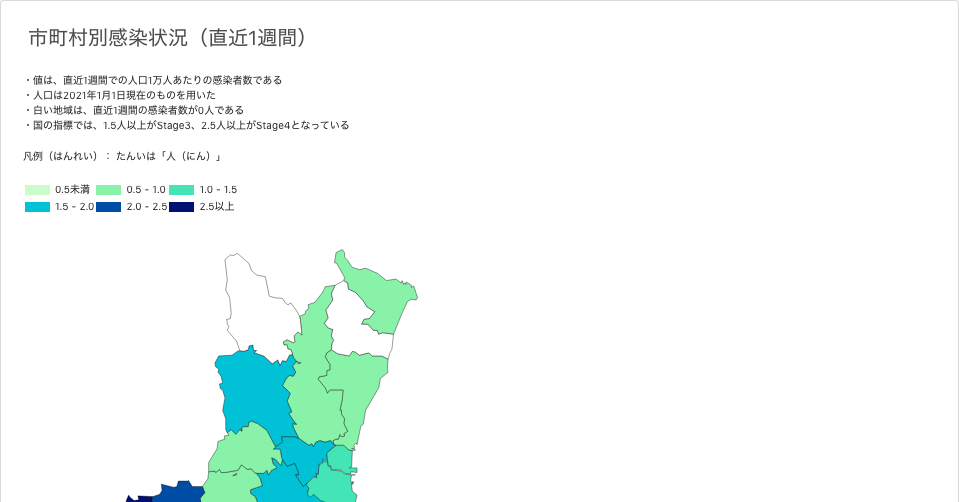 市町村別感染状況（直近1週間）
・値は、直近1週間での人口1万人あたりの感染者数である
・人口は2021年1月1日現在のものを用いた
・白い地域は、直近1週間の感染者数が0人である
・国の指標では、1.5人以上がStage3、2.5人以上がStage4となっている
凡例（はんれい）： たんいは「人（にん）」
0.5未満 0.5 - 1.0 1.0 - 1.5
1.5 - 2.0 2.0 - 2.5 2.5以上